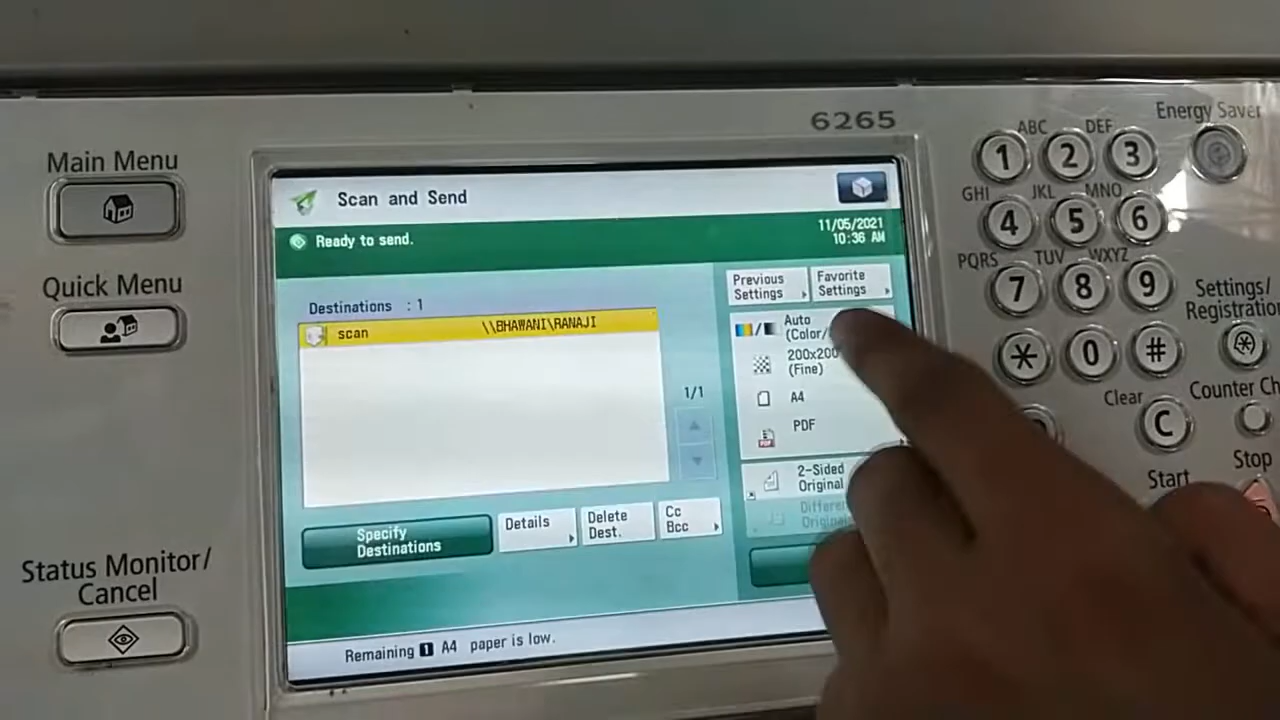 6265
Main Menu
Quick Menu
Status Monitor/
Cancel
Scan and Send
Ready to send.
11/05/2021
10:36 AM
Destinations : 1
scan \\BHAWANI\RANAJI
1/1
Specify
Destinations
Details
Delete
Dest.
Cc
Bcc
Previous
Settings
Favorite
Settings
Auto
(Color/
200x200
(Fine)
A4
PDF
PDF
2-Sided
Original
Remaining 1 A4 paper is low.
Energy Saver
ABC DEF
1 2 3
GHI JKL MNO
4 5 6
PQRS TUV WXYZ
7 8 9
* 0 #
Settings/
Clear
C
Counter
Start
Stop